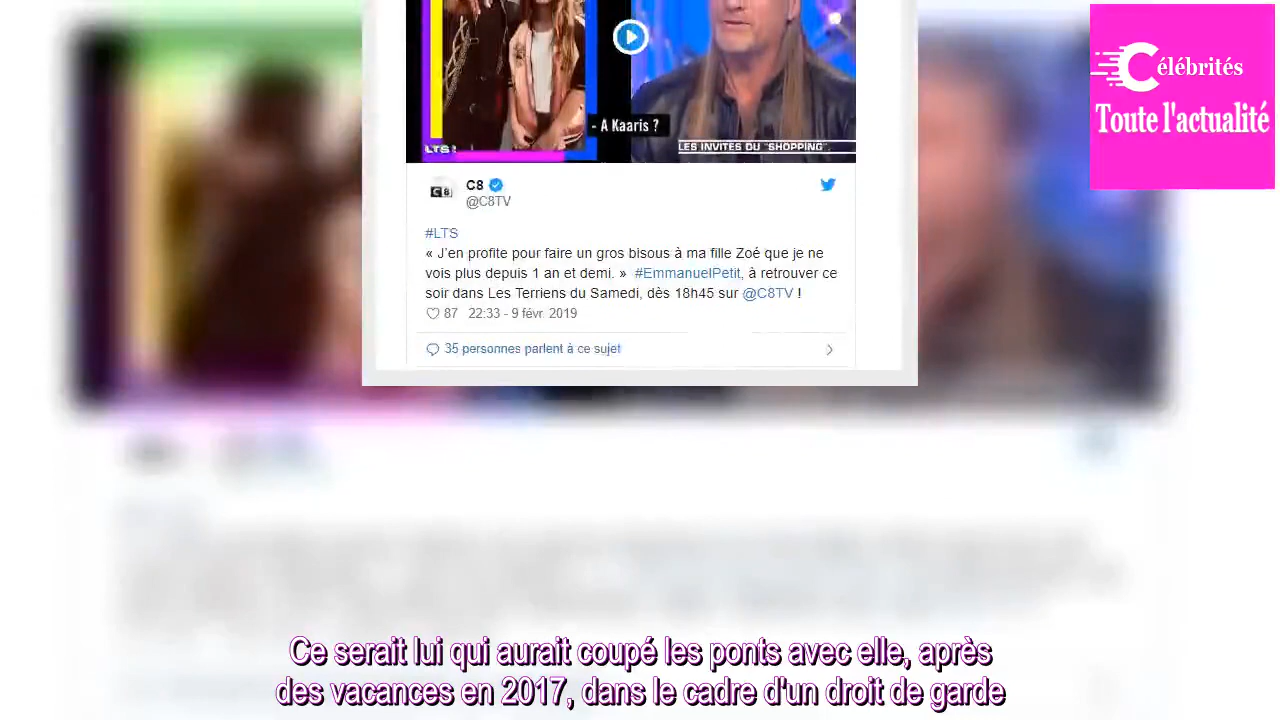 Célébrités
Toute l'actualité
- A Kaaris ?
LTS
LES INVITÉS DU "SHOPPING".
C8
C8
@C8TV
#LTS
« J'en profite pour faire un gros bisous à ma fille Zoé que je ne
vois plus depuis 1 an et demi. » #EmmanuelPetit, à retrouver ce
soir dans Les Terriens du Samedi, dès 18h45 sur @C8TV !
87 22:33 - 9 févr. 2019
35 personnes parlent à ce sujet
Ce serait lui qui aurait coupé les ponts avec elle, après
des vacances en 2017, dans le cadre d'un droit de garde